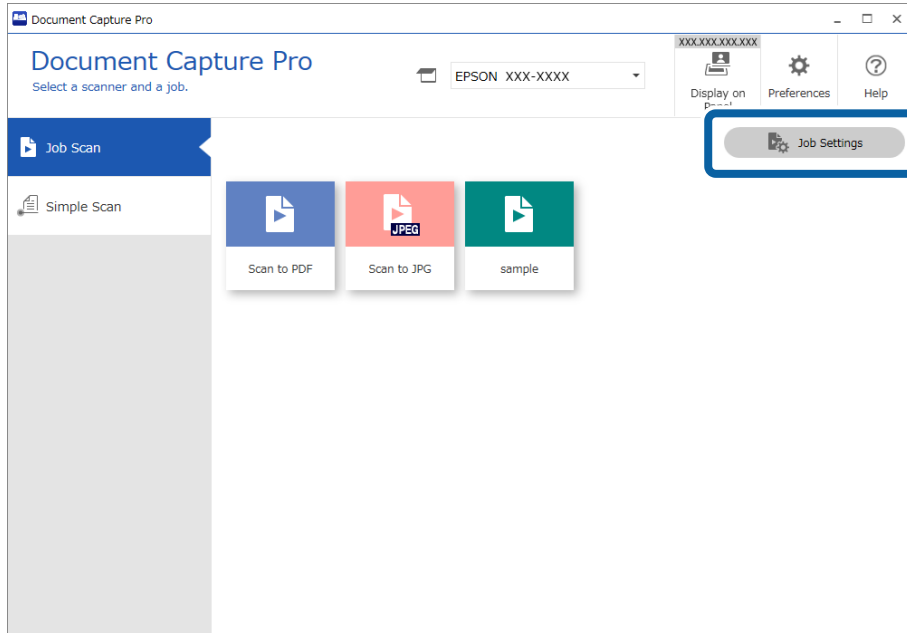 Document Capture Pro
Document Capture Pro
Select a scanner and a job.
EPSON XXX-XXXX
XXX.XXX.XXX.XXX
Display on
Panel
Preferences
Help
Job Settings
Job Scan
Simple Scan
JPEG
Scan to PDF
Scan to JPG
sample